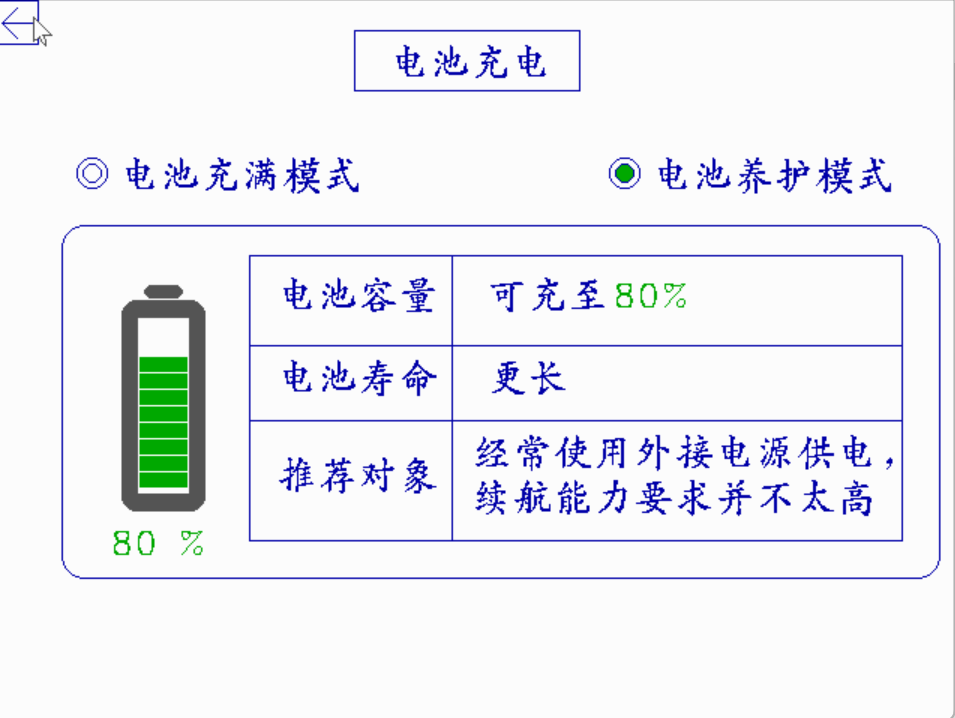 电池充电
电池充满模式
电池养护模式
电池容量
可充至80%
电池寿命
更长
推荐对象
经常使用外接电源供电，
续航能力要求并不太高
80 %